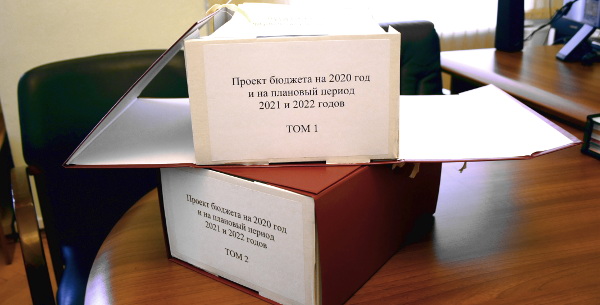 Проект бюджета на 2020 год
и на плановый период
2021 и 2022 годов
ТОМ 1
Проект бюджета на 2020 год
и на плановый период
2021 и 2022 годов
ТОМ 2